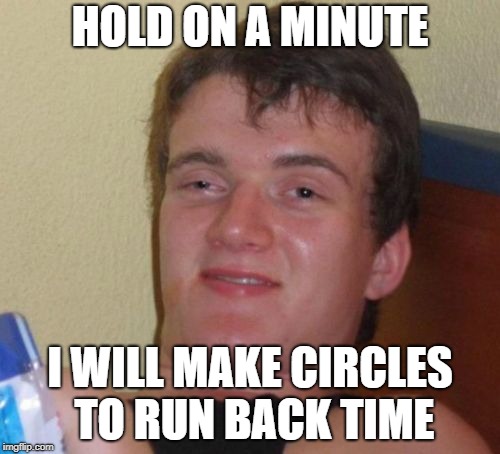 HOLD ON A MINUTE
I WILL MAKE CIRCLES
TO RUN BACK TIME
imgflip.com